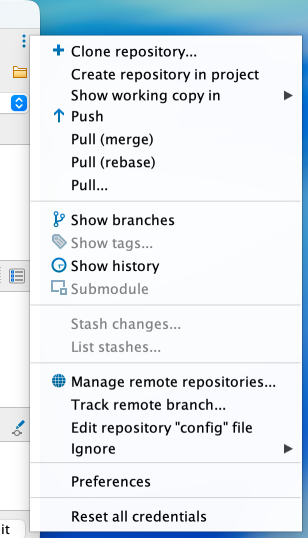 Clone repository...
Create repository in project
Show working copy in
Push
Pull (merge)
Pull (rebase)
Pull...
Show branches
Show tags...
Show history
Submodule
Stash changes...
List stashes...
Manage remote repositories...
Track remote branch...
Edit repository "config" file
Ignore
Preferences
Reset all credentials
it